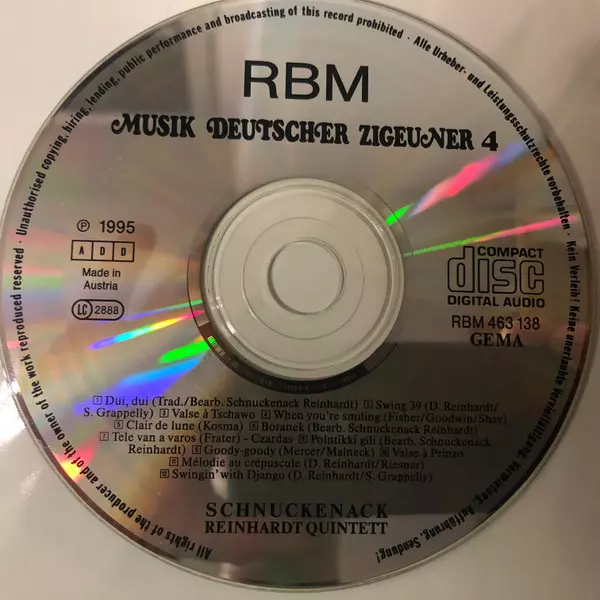 Unauthorised copying, hiring, lending, public performance and broadcasting of this record prohibited · Alle Urheber- und Leistungsschutzrechte vorbehalten · Kein Verleih! Keine unerlaubte Vervielfältigung, Vermietung, Aufführung, Sendung!
All rights of the producer and of the owner of the work reproduced reserved ·
RBM
MUSIK DEUTSCHER ZIGEUNER 4
℗ 1995
A D D
Made in
Austria
LC 2888
COMPACT
disc
DIGITAL AUDIO
RBM 463 138
GEMA
1 Dui, dui (Trad./Bearb. Schnuckenack Reinhardt) 2 Swing 39 (D. Reinhardt/
S. Grappelly) 3 Valse à Tschawo 4 When you're smiling (Fisher/Goodwin/Shay)
5 Clair de lune (Kosma) 6 Boranek (Bearb. Schnuckenack Reinhardt)
7 Tele van a varos (Frater) - Czardas 8 Polntikki gili (Bearb. Schnuckenack
Reinhardt) 9 Goody-goody (Mercer/Malneck) 10 Valse à Prinzo
11 Mélodie au crépuscule (D. Reinhardt/Riesner)
12 Swingin' with Django (D. Reinhardt/S. Grappelly)
SCHNUCKENACK
REINHARDT QUINTETT